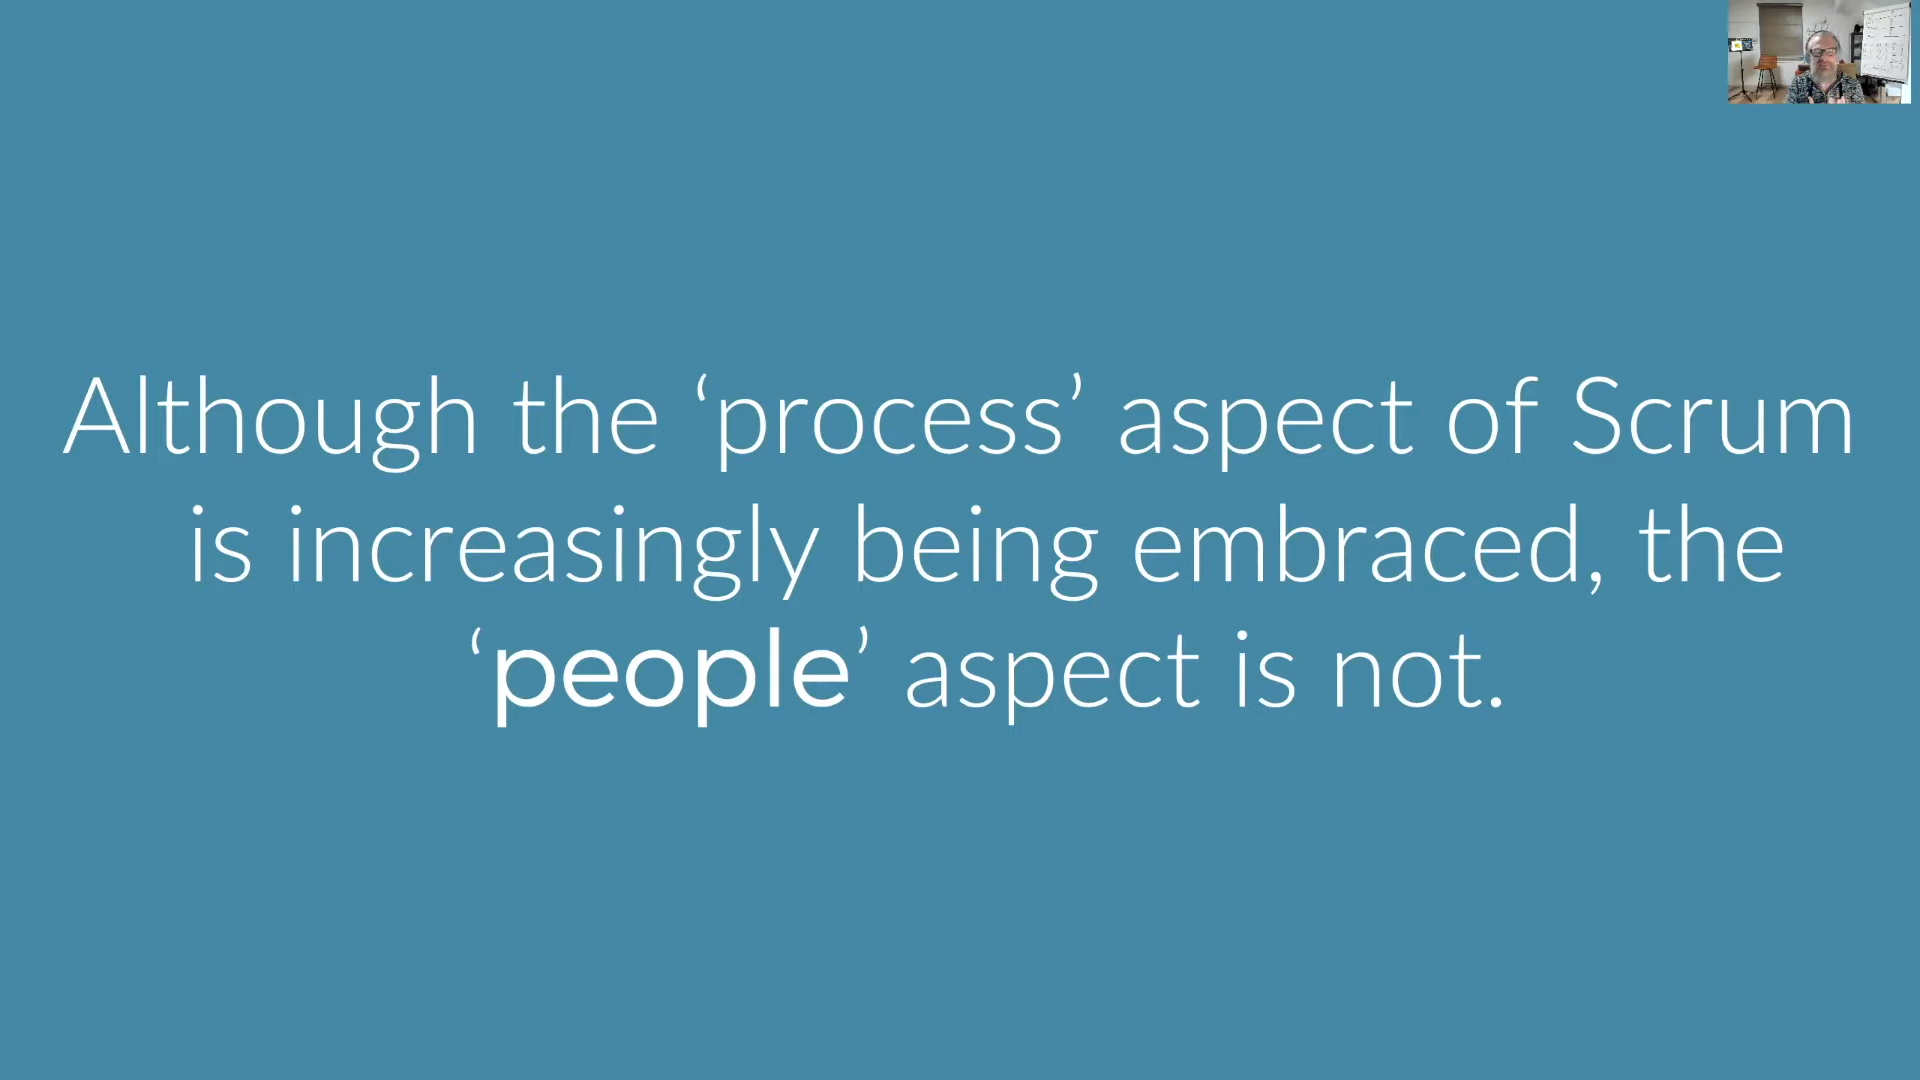 Although the ‘process’ aspect of Scrum
is increasingly being embraced, the
‘people’ aspect is not.